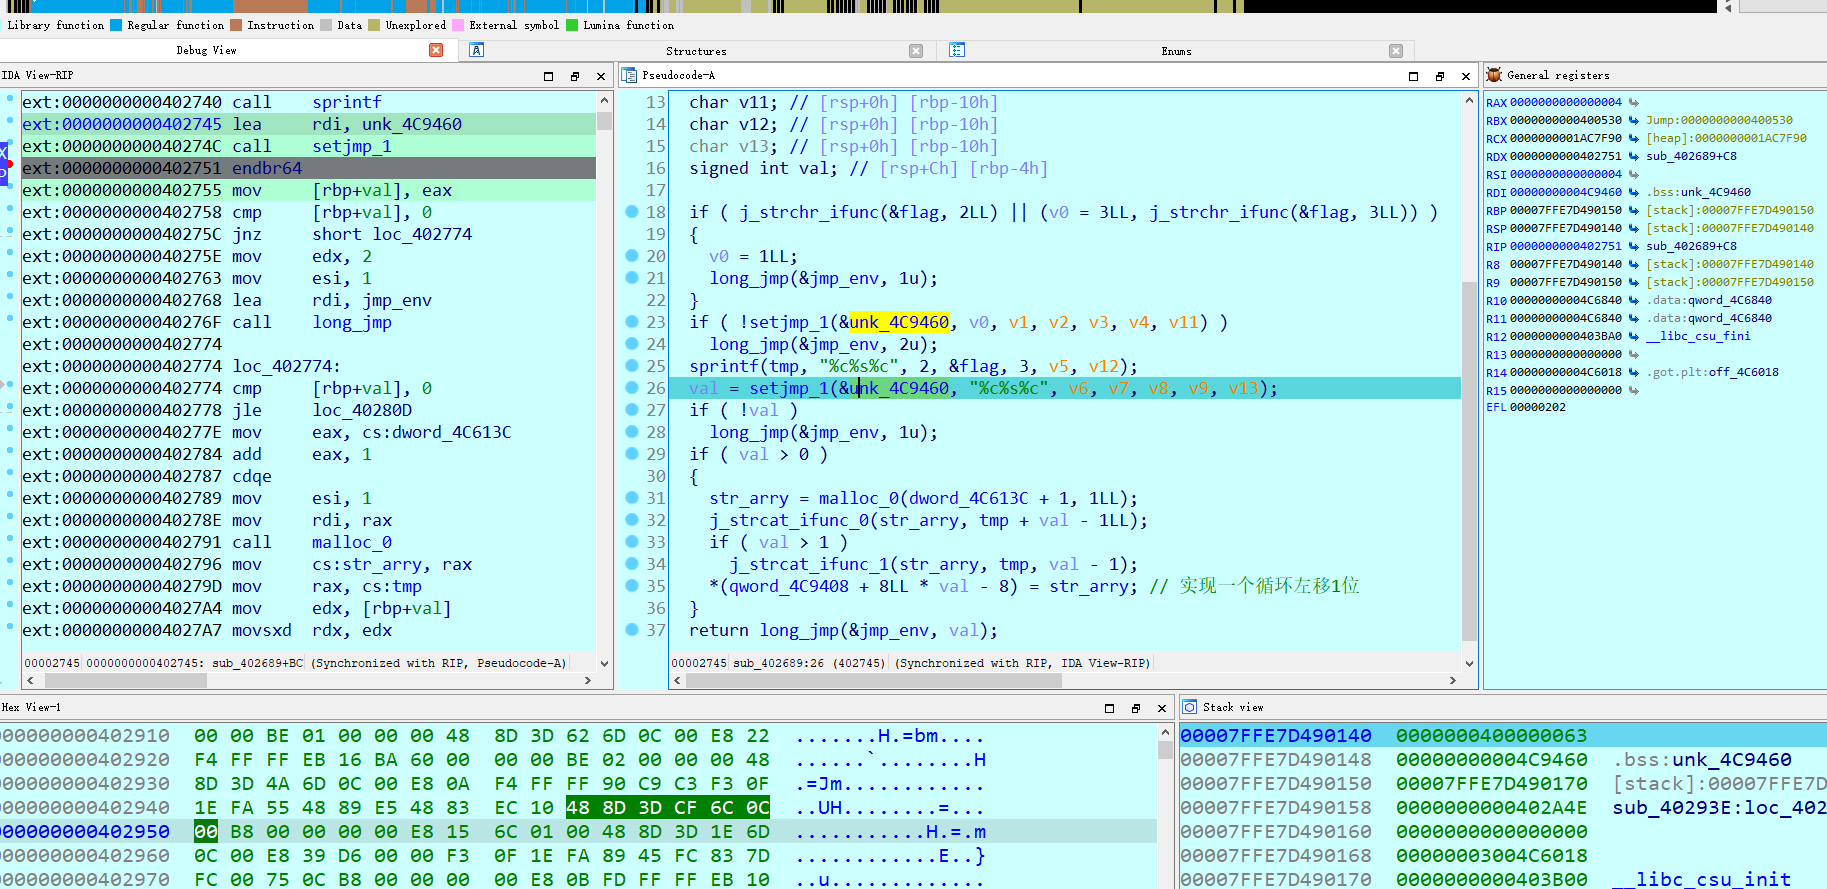 Library function Regular function Instruction Data Unexplored External symbol Lumina function
Debug View Structures Enums
IDA View-RIP
ext:0000000000402740 call sprintf
ext:0000000000402745 lea rdi, unk_4C9460
ext:000000000040274C call setjmp_1
ext:0000000000402751 endbr64
ext:0000000000402755 mov [rbp+val], eax
ext:0000000000402758 cmp [rbp+val], 0
ext:000000000040275C jnz short loc_402774
ext:000000000040275E mov edx, 2
ext:0000000000402763 mov esi, 1
ext:0000000000402768 lea rdi, jmp_env
ext:000000000040276F call long_jmp
ext:0000000000402774
ext:0000000000402774 loc_402774:
ext:0000000000402774 cmp [rbp+val], 0
ext:0000000000402778 jle loc_40280D
ext:000000000040277E mov eax, cs:dword_4C613C
ext:0000000000402784 add eax, 1
ext:0000000000402787 cdqe
ext:0000000000402789 mov esi, 1
ext:000000000040278E mov rdi, rax
ext:0000000000402791 call malloc_0
ext:0000000000402796 mov cs:str_arry, rax
ext:000000000040279D mov rax, cs:tmp
ext:00000000004027A4 mov edx, [rbp+val]
ext:00000000004027A7 movsxd rdx, edx
00002745 0000000000402745: sub_402689+BC (Synchronized with RIP, Pseudocode-A)
Pseudocode-A
13 char v11; // [rsp+0h] [rbp-10h]
14 char v12; // [rsp+0h] [rbp-10h]
15 char v13; // [rsp+0h] [rbp-10h]
16 signed int val; // [rsp+Ch] [rbp-4h]
17
18 if ( j_strchr_ifunc(&flag, 2LL) || (v0 = 3LL, j_strchr_ifunc(&flag, 3LL)) )
19 {
20 v0 = 1LL;
21 long_jmp(&jmp_env, 1u);
22 }
23 if ( !setjmp_1(&unk_4C9460, v0, v1, v2, v3, v4, v11) )
24 long_jmp(&jmp_env, 2u);
25 sprintf(tmp, "%c%s%c", 2, &flag, 3, v5, v12);
26 val = setjmp_1(&unk_4C9460, "%c%s%c", v6, v7, v8, v9, v13);
27 if ( !val )
28 long_jmp(&jmp_env, 1u);
29 if ( val > 0 )
30 {
31 str_arry = malloc_0(dword_4C613C + 1, 1LL);
32 j_strcat_ifunc_0(str_arry, tmp + val - 1LL);
33 if ( val > 1 )
34 j_strcat_ifunc_1(str_arry, tmp, val - 1);
35 *(qword_4C9408 + 8LL * val - 8) = str_arry; // 实现一个循环左移1位
36 }
37 return long_jmp(&jmp_env, val);
00002745 sub_402689:26 (402745) (Synchronized with RIP, IDA View-RIP)
General registers
RAX 0000000000000004
RBX 0000000000400530 Jump:0000000000400530
RCX 0000000001AC7F90 [heap]:0000000001AC7F90
RDX 0000000000402751 sub_402689+C8
RSI 0000000000000004
RDI 00000000004C9460 .bss:unk_4C9460
RBP 00007FFE7D490150 [stack]:00007FFE7D490150
RSP 00007FFE7D490140 [stack]:00007FFE7D490140
RIP 0000000000402751 sub_402689+C8
R8 00007FFE7D490140 [stack]:00007FFE7D490140
R9 00007FFE7D490150 [stack]:00007FFE7D490150
R10 00000000004C6840 .data:qword_4C6840
R11 00000000004C6840 .data:qword_4C6840
R12 0000000000403BA0 __libc_csu_fini
R13 0000000000000000
R14 00000000004C6018 .got.plt:off_4C6018
R15 0000000000000000
EFL 00000202
Hex View-1
000000000402910 00 00 BE 01 00 00 00 48 8D 3D 62 6D 0C 00 E8 22 .......H.=bm...."
000000000402920 F4 FF FF EB 16 BA 60 00 00 00 BE 02 00 00 00 48 ......`........H
000000000402930 8D 3D 4A 6D 0C 00 E8 0A F4 FF FF 90 C9 C3 F3 0F .=Jm............
000000000402940 1E FA 55 48 89 E5 48 83 EC 10 48 8D 3D CF 6C 0C ..UH........=...
000000000402950 00 B8 00 00 00 00 E8 15 6C 01 00 48 8D 3D 1E 6D ...........H.=.m
000000000402960 0C 00 E8 39 D6 00 00 F3 0F 1E FA 89 45 FC 83 7D ............E..}
000000000402970 FC 00 75 0C B8 00 00 00 00 E8 0B FD FF FF EB 10 ..u.............
Stack view
00007FFE7D490140 0000000400000063
00007FFE7D490148 00000000004C9460 .bss:unk_4C9460
00007FFE7D490150 00007FFE7D490170 [stack]:00007FFE7D
00007FFE7D490158 0000000000402A4E sub_40293E:loc_402
00007FFE7D490160 0000000000000000
00007FFE7D490168 00000003004C6018
00007FFE7D490170 0000000000403B00 __libc_csu_init